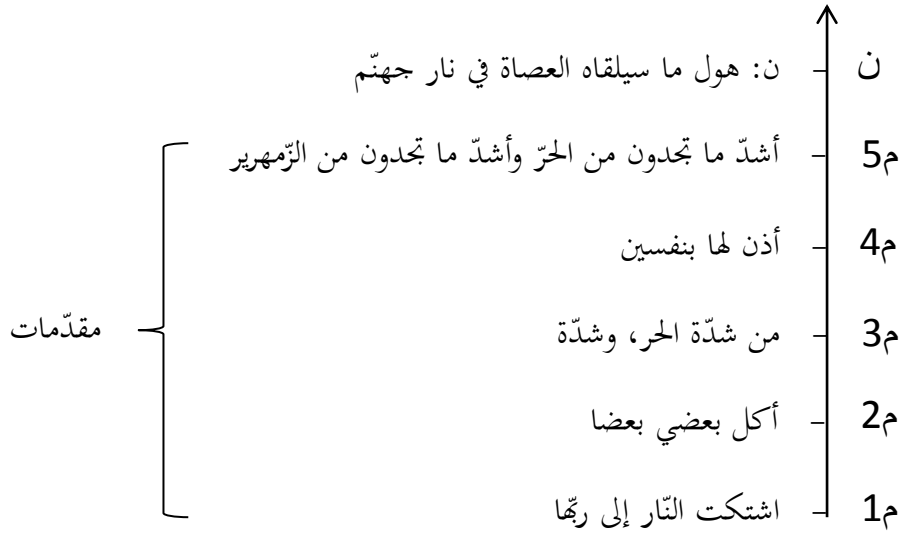 ن ن: هول ما سيلقاه العصاة في نار جهنّم
م5 أشدّ ما تجدون من الحرّ وأشدّ ما تجدون من الزّمهرير
م4 أذن لها بنفسين
م3 من شدّة الحر، وشدّة
مقدّمات
م2 أكل بعضي بعضا
م1 اشتكت النّار إلى ربّها